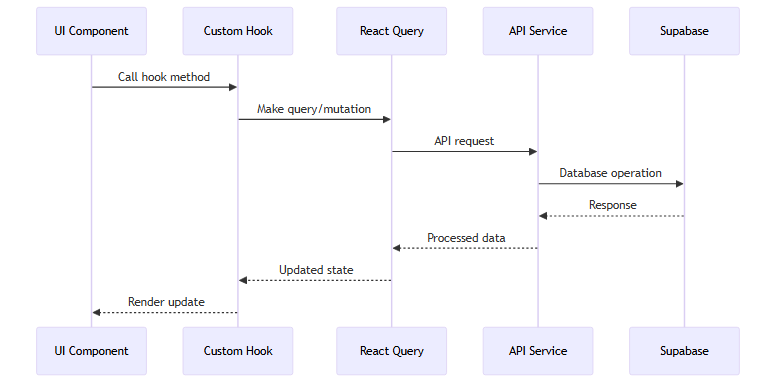 UI Component
Custom Hook
React Query
API Service
Supabase
Call hook method
Make query/mutation
API request
Database operation
Response
Processed data
Updated state
Render update
UI Component
Custom Hook
React Query
API Service
Supabase